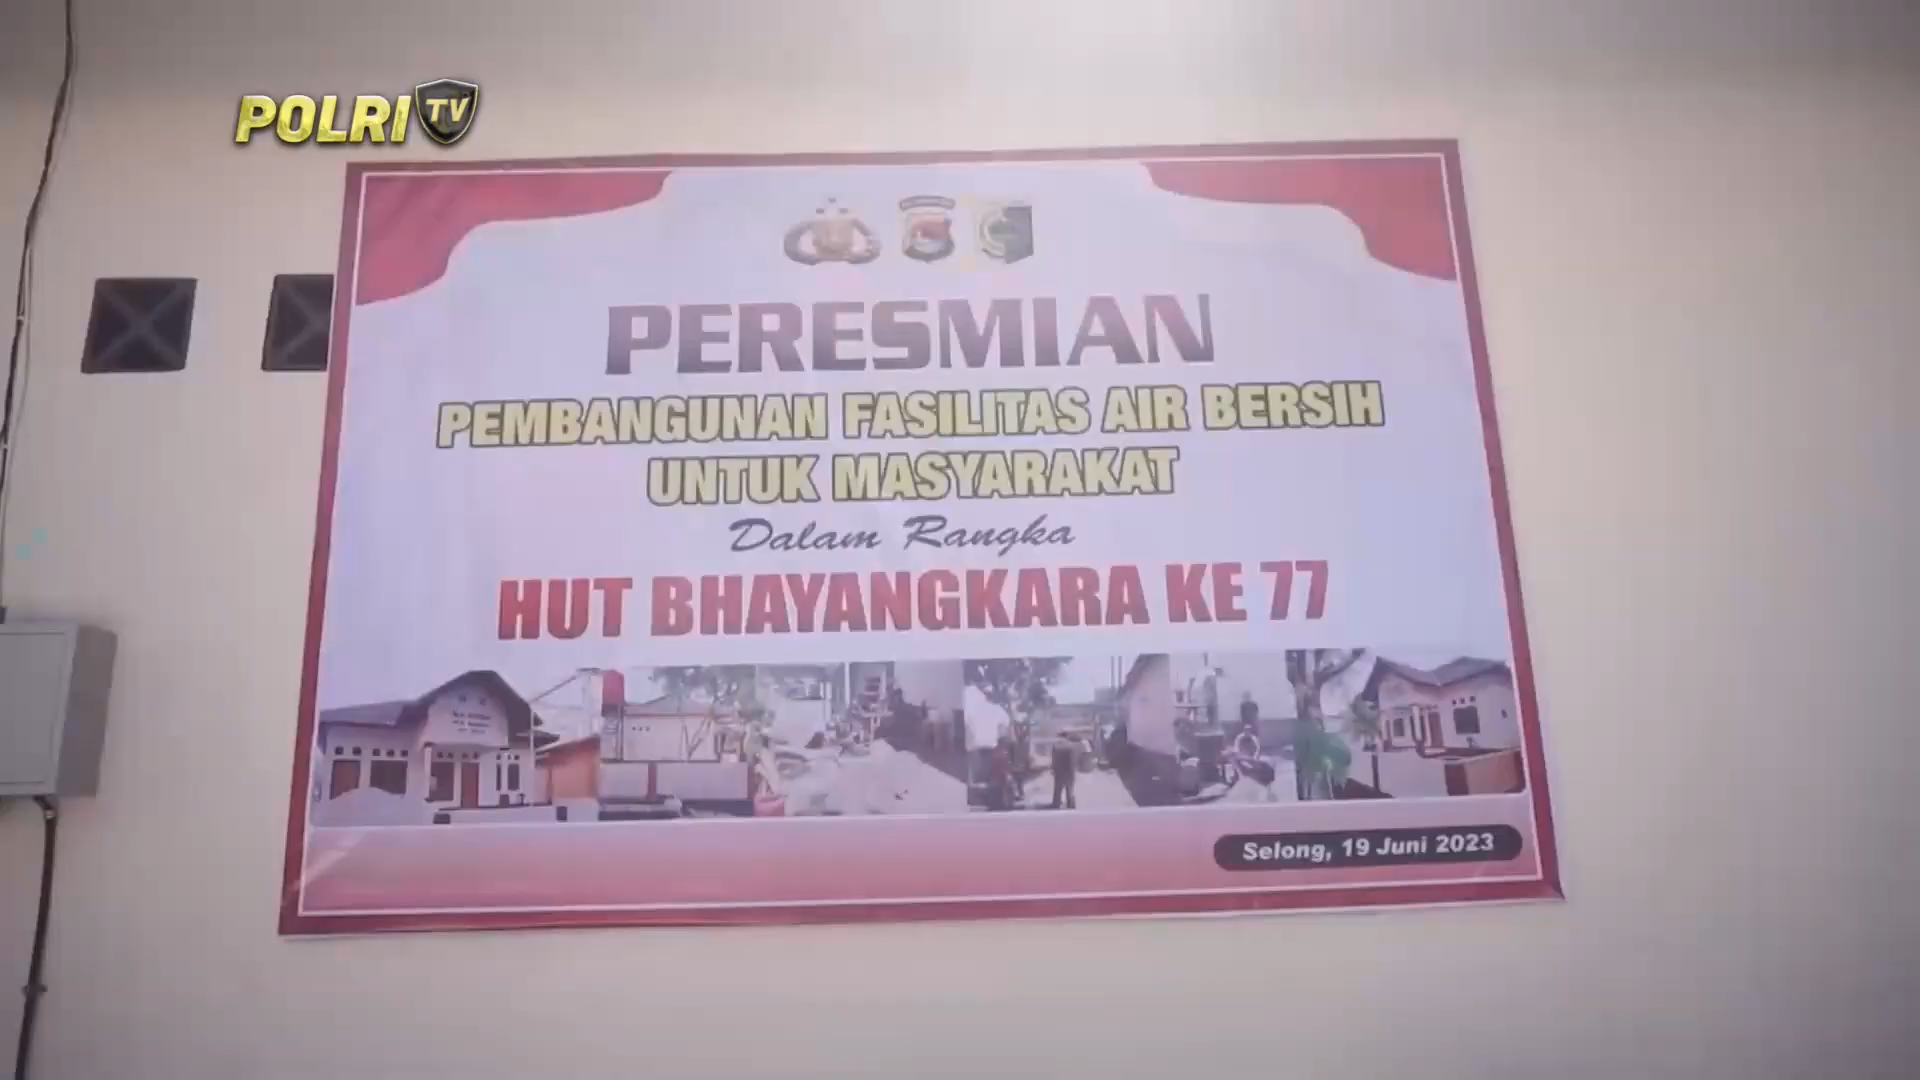 POLRI TV
PERESMIAN
PEMBANGUNAN FASILITAS AIR BERSIH
UNTUK MASYARAKAT
Dalam Rangka
HUT BHAYANGKARA KE 77
Selong, 19 Juni 2023